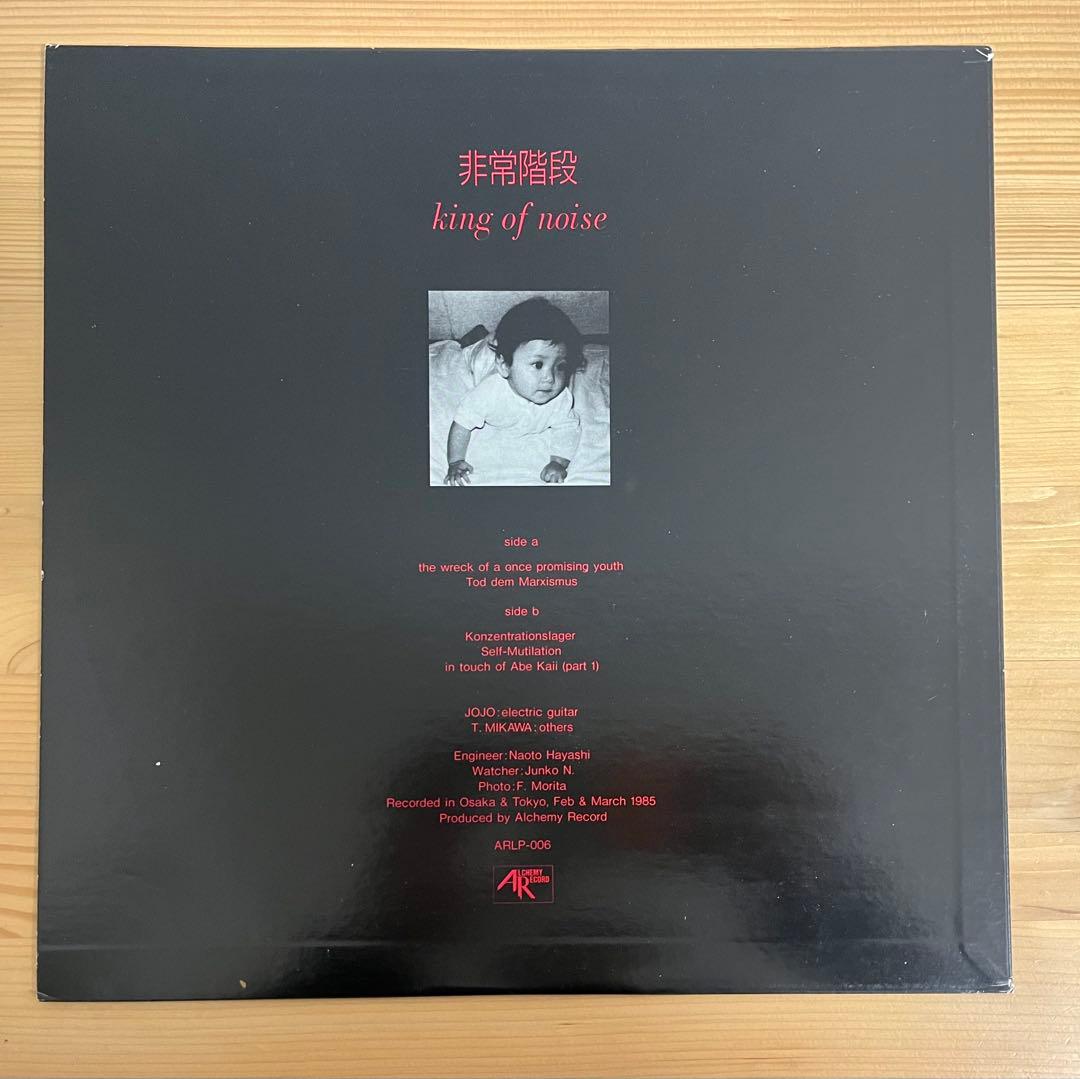 非常階段
king of noise
side a
the wreck of a once promising youth
Tod dem Marxismus
side b
Konzentrationslager
Self-Mutilation
in touch of Abe Kaii (part 1)
JOJO:electric guitar
T. MIKAWA:others
Engineer:Naoto Hayashi
Watcher:Junko N.
Photo:F. Morita
Recorded in Osaka & Tokyo, Feb & March 1985
Produced by Alchemy Record
ARLP-006
ALCHEMY
RECORD